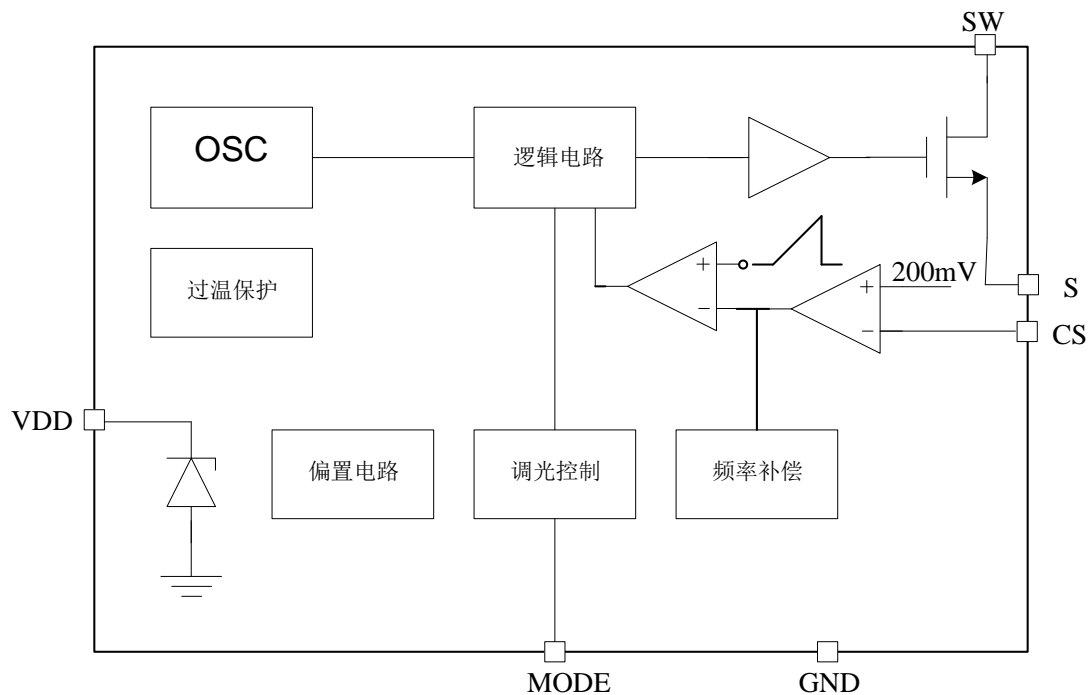 SW
OSC
逻辑电路
过温保护
+
−
200mV
+
−
S
CS
VDD
偏置电路
调光控制
频率补偿
MODE
GND